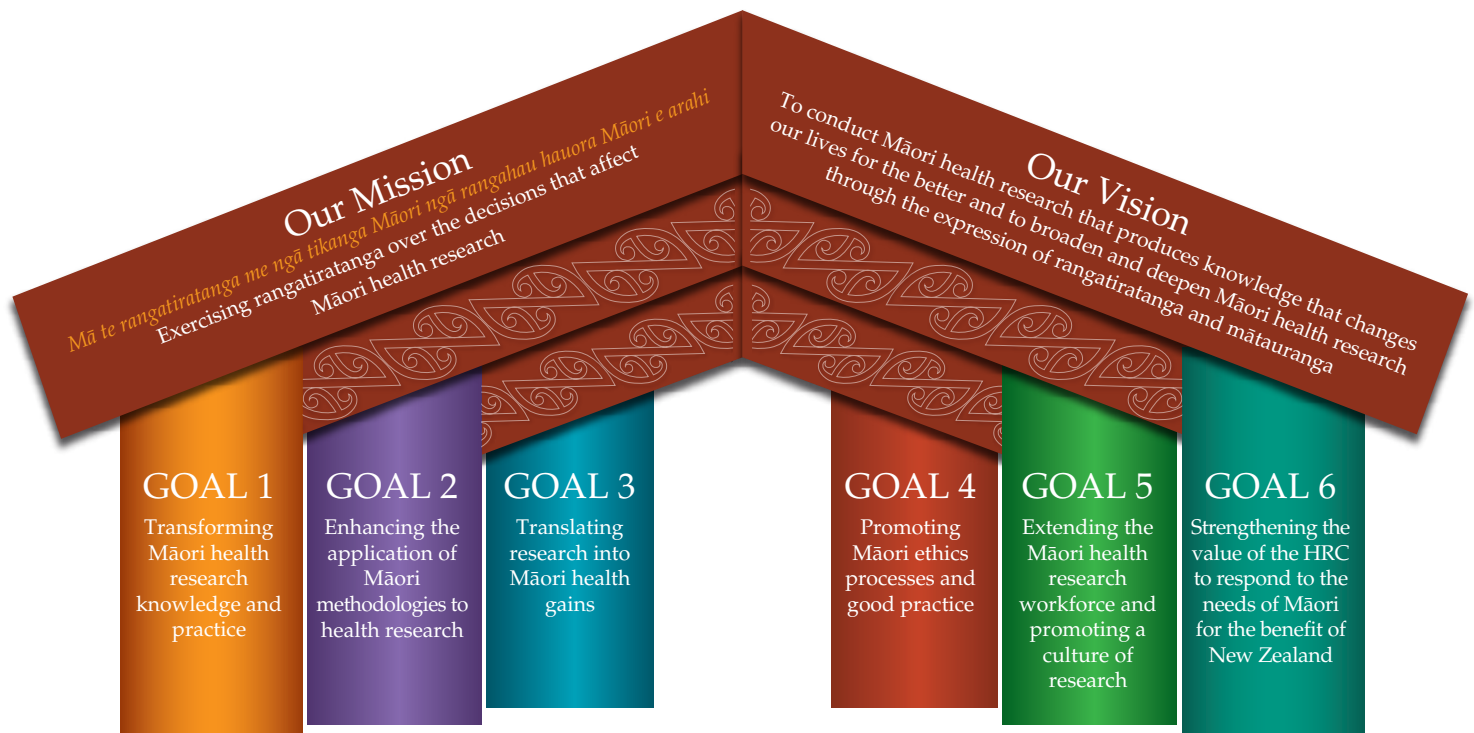 Our Mission
Mā te rangatiratanga me ngā tikanga Māori ngā rangahau hauora Māori e arahi
Exercising rangatiratanga over the decisions that affect
Māori health research
Our Vision
To conduct Māori health research that produces knowledge that changes
our lives for the better and to broaden and deepen Māori health research
through the expression of rangatiratanga and mātauranga
GOAL 1
Transforming
Māori health
research
knowledge and
practice
GOAL 2
Enhancing the
application of
Māori
methodologies to
health research
GOAL 3
Translating
research into
Māori health
gains
GOAL 4
Promoting
Māori ethics
processes and
good practice
GOAL 5
Extending the
Māori health
research
workforce and
promoting a
culture of
research
GOAL 6
Strengthening the
value of the HRC
to respond to the
needs of Māori
for the benefit of
New Zealand